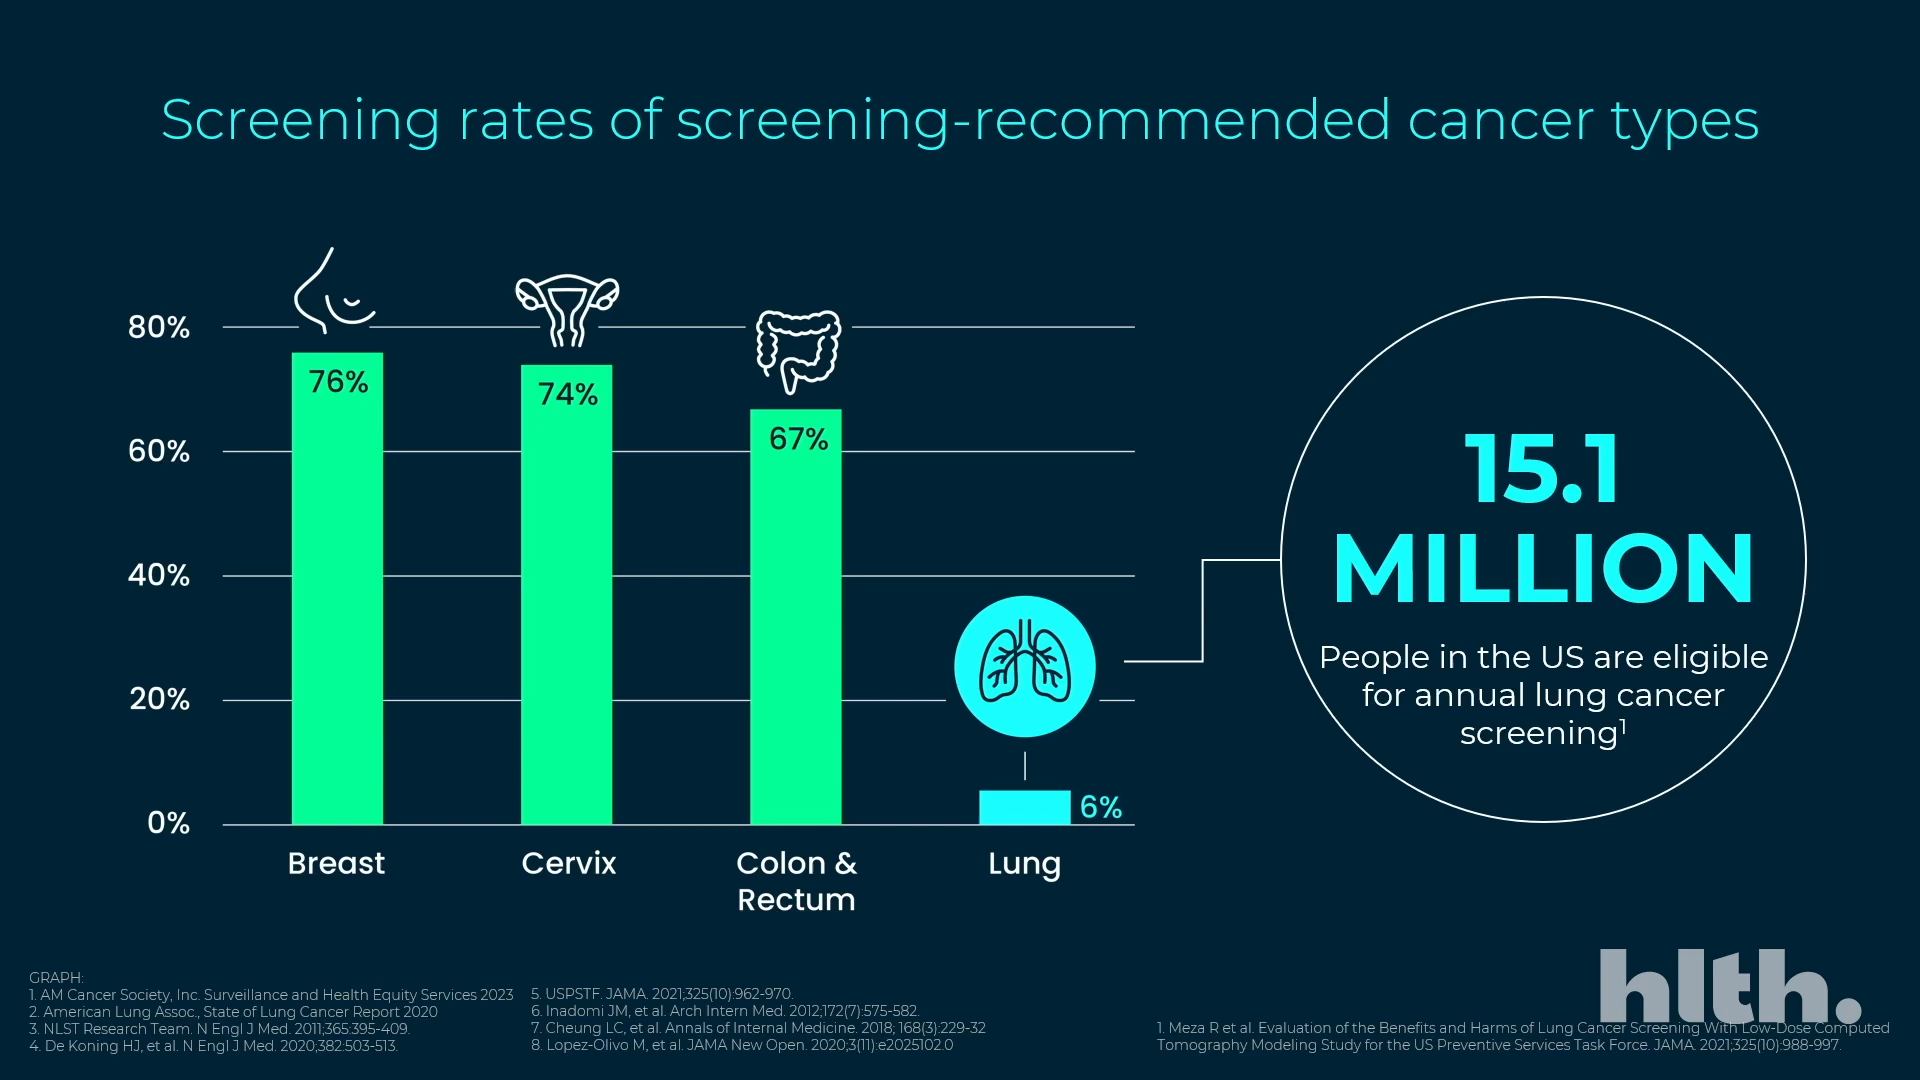 Screening rates of screening-recommended cancer types
80%
60%
40%
20%
0%
76%
74%
67%
6%
Breast
Cervix
Colon &
Rectum
Lung
15.1
MILLION
People in the US are eligible
for annual lung cancer
screening¹
GRAPH:
1. AM Cancer Society, Inc. Surveillance and Health Equity Services 2023
2. American Lung Assoc., State of Lung Cancer Report 2020
3. NLST Research Team. N Engl J Med. 2011;365:395-409.
4. De Koning HJ, et al. N Engl J Med. 2020;382:503-513.
5. USPSTF. JAMA. 2021;325(10):962-970.
6. Inadomi JM, et al. Arch Intern Med. 2012;172(7):575-582.
7. Cheung LC, et al. Annals of Internal Medicine. 2018; 168(3):229-32
8. Lopez-Olivo M, et al. JAMA New Open. 2020;3(11):e2025102.0
hlth.
1. Meza R et al. Evaluation of the Benefits and Harms of Lung Cancer Screening With Low-Dose Computed
Tomography Modeling Study for the US Preventive Services Task Force. JAMA. 2021;325(10):988-997.